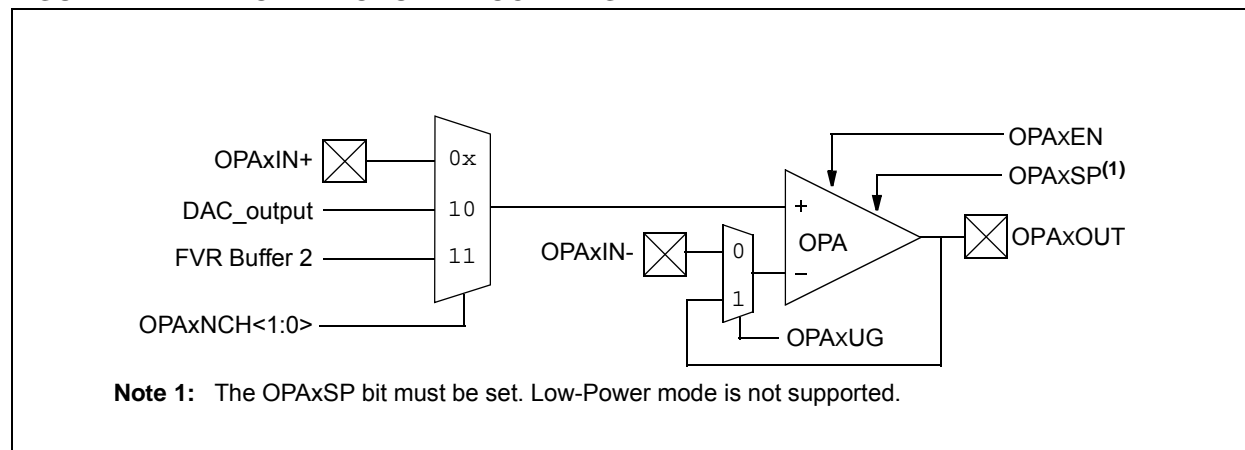 OPAxIN+
0x
DAC_output
10
FVR Buffer 2
11
OPAxNCH<1:0>
OPAxEN
OPAxSP(1)
+
OPA
−
OPAxOUT
OPAxIN-
0
1
OPAxUG
Note 1: The OPAxSP bit must be set. Low-Power mode is not supported.